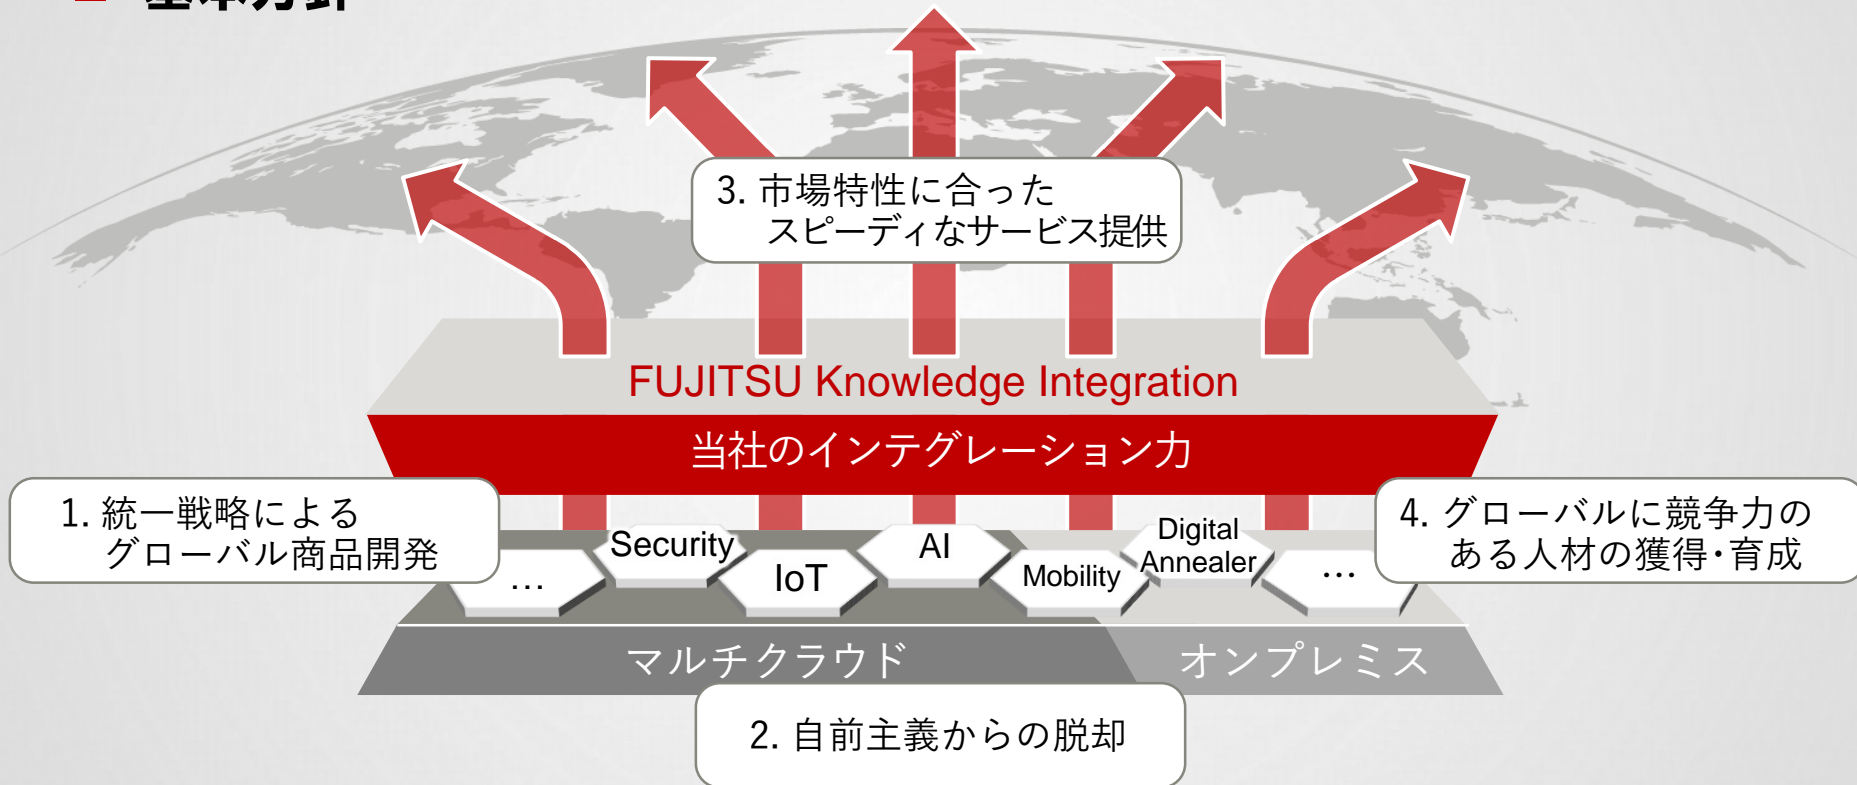 基本方針
3. 市場特性に合った
スピーディなサービス提供
FUJITSU Knowledge Integration
当社のインテグレーション力
1. 統一戦略による
グローバル商品開発
4. グローバルに競争力の
ある人材の獲得・育成
...
Security
IoT
AI
Mobility
Digital
Annealer
...
マルチクラウド
オンプレミス
2. 自前主義からの脱却